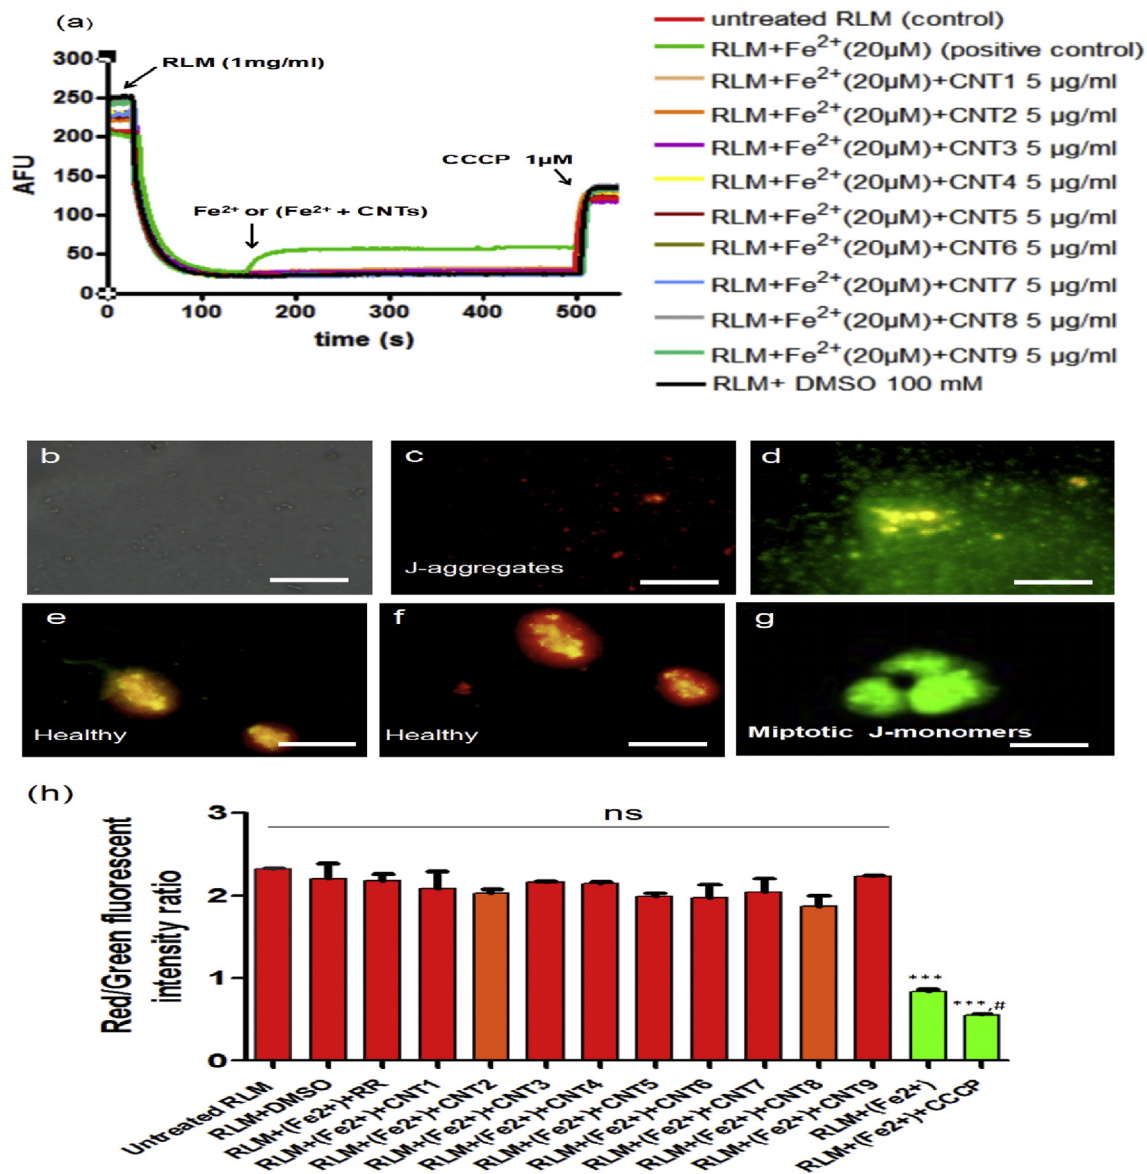 (a)
300
250
200
150
100
50
0
AFU
0 100 200 300 400 500
time (s)
RLM (1mg/ml)
CCCP 1µM
Fe²⁺ or (Fe²⁺ + CNTs)
untreated RLM (control)
RLM+Fe²⁺(20µM) (positive control)
RLM+Fe²⁺(20µM)+CNT1 5 µg/ml
RLM+Fe²⁺(20µM)+CNT2 5 µg/ml
RLM+Fe²⁺(20µM)+CNT3 5 µg/ml
RLM+Fe²⁺(20µM)+CNT4 5 µg/ml
RLM+Fe²⁺(20µM)+CNT5 5 µg/ml
RLM+Fe²⁺(20µM)+CNT6 5 µg/ml
RLM+Fe²⁺(20µM)+CNT7 5 µg/ml
RLM+Fe²⁺(20µM)+CNT8 5 µg/ml
RLM+Fe²⁺(20µM)+CNT9 5 µg/ml
RLM+ DMSO 100 mM
b
c
J-aggregates
d
e
Healthy
f
Healthy
g
Miptotic J-monomers
(h)
Red/Green fluorescent
intensity ratio
3
2
1
0
ns
***
***,#
Untreated RLM
RLM+DMSO
RLM+(Fe2+)+RR
RLM+(Fe2+)+CNT1
RLM+(Fe2+)+CNT2
RLM+(Fe2+)+CNT3
RLM+(Fe2+)+CNT4
RLM+(Fe2+)+CNT5
RLM+(Fe2+)+CNT6
RLM+(Fe2+)+CNT7
RLM+(Fe2+)+CNT8
RLM+(Fe2+)+CNT9
RLM+(Fe2+)
RLM+(Fe2+)+CCCP